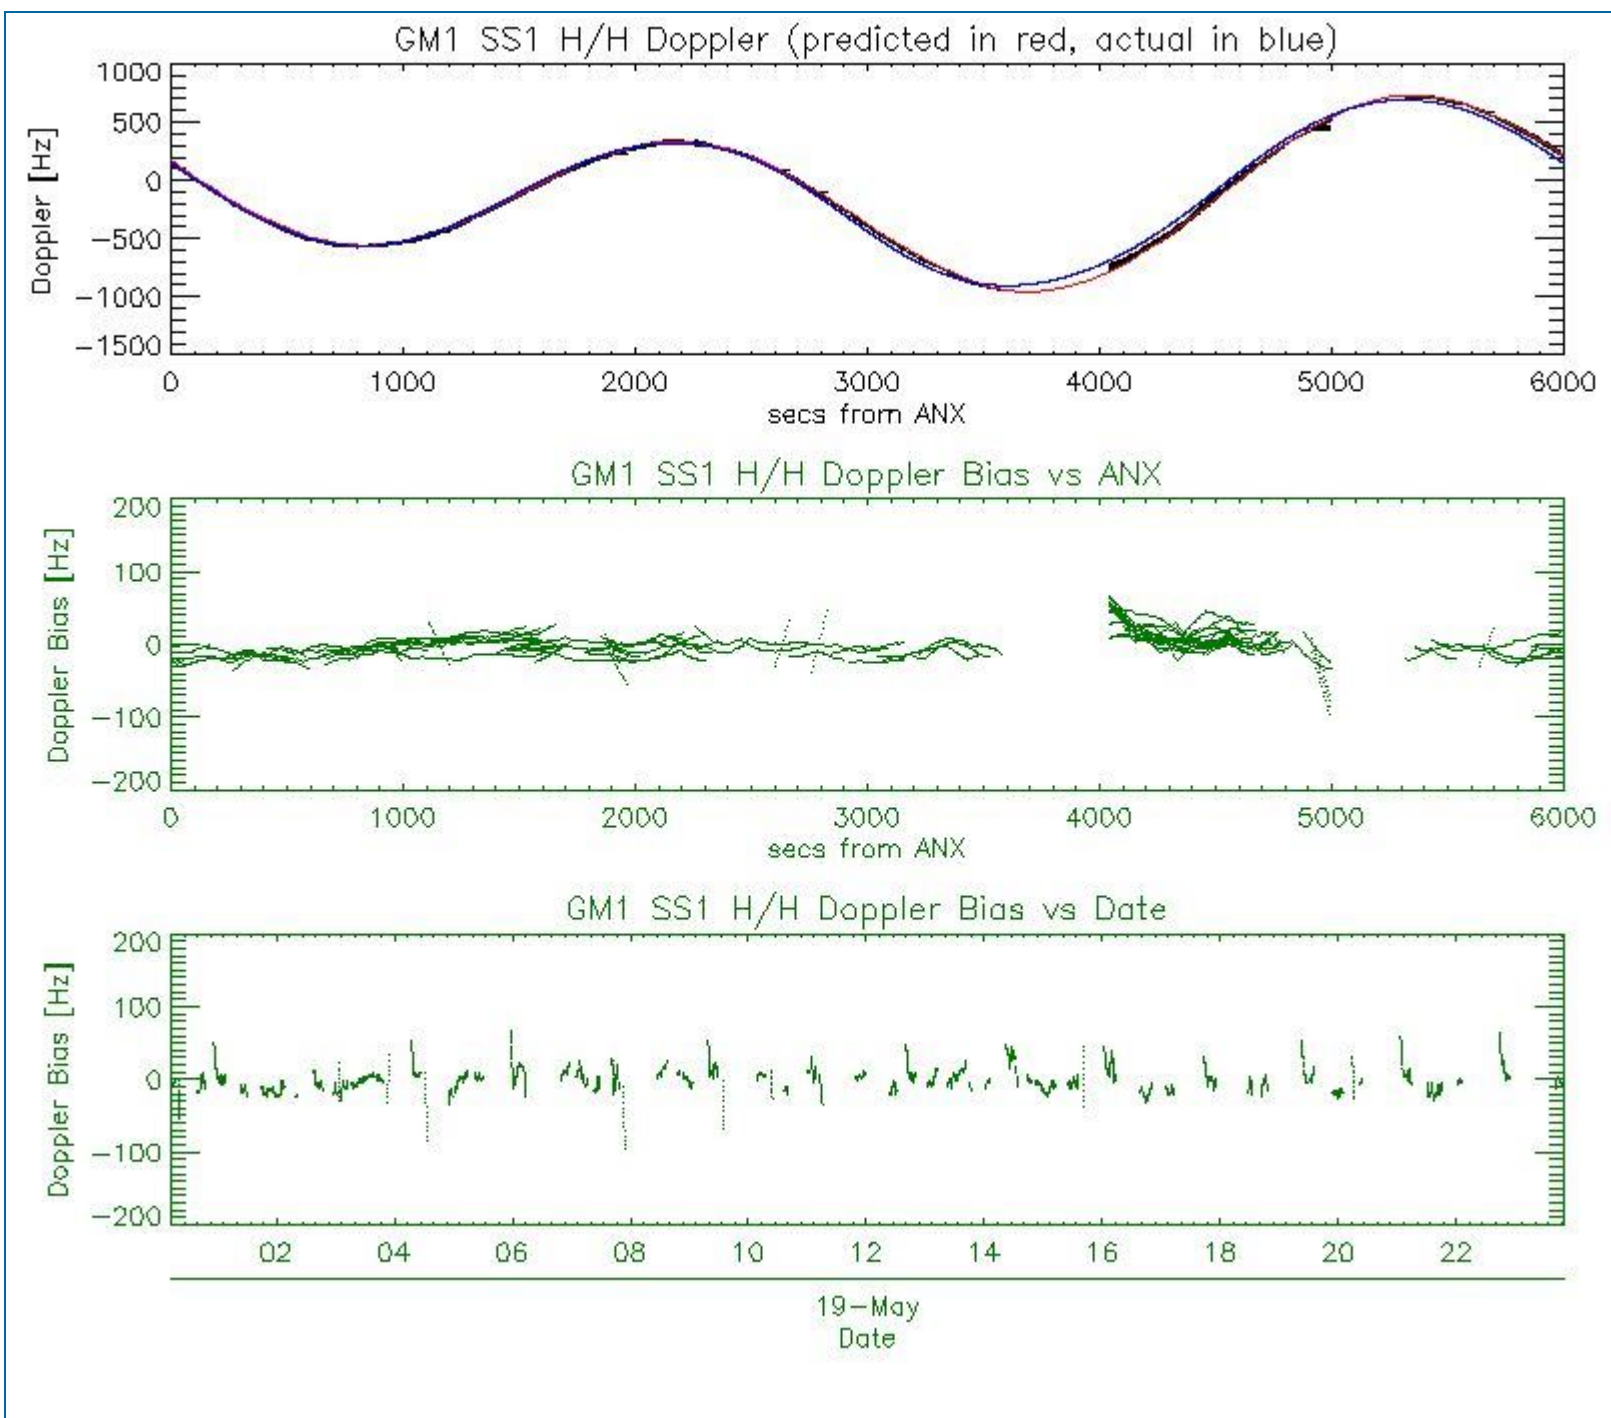 GM1 SS1 H/H Doppler (predicted in red, actual in blue)
1000
500
0
−500
−1000
−1500
Doppler [Hz]
0 1000 2000 3000 4000 5000 6000
secs from ANX
GM1 SS1 H/H Doppler Bias vs ANX
200
100
0
−100
−200
Doppler Bias [Hz]
0 1000 2000 3000 4000 5000 6000
secs from ANX
GM1 SS1 H/H Doppler Bias vs Date
200
100
0
−100
−200
Doppler Bias [Hz]
02 04 06 08 10 12 14 16 18 20 22
19−May
Date